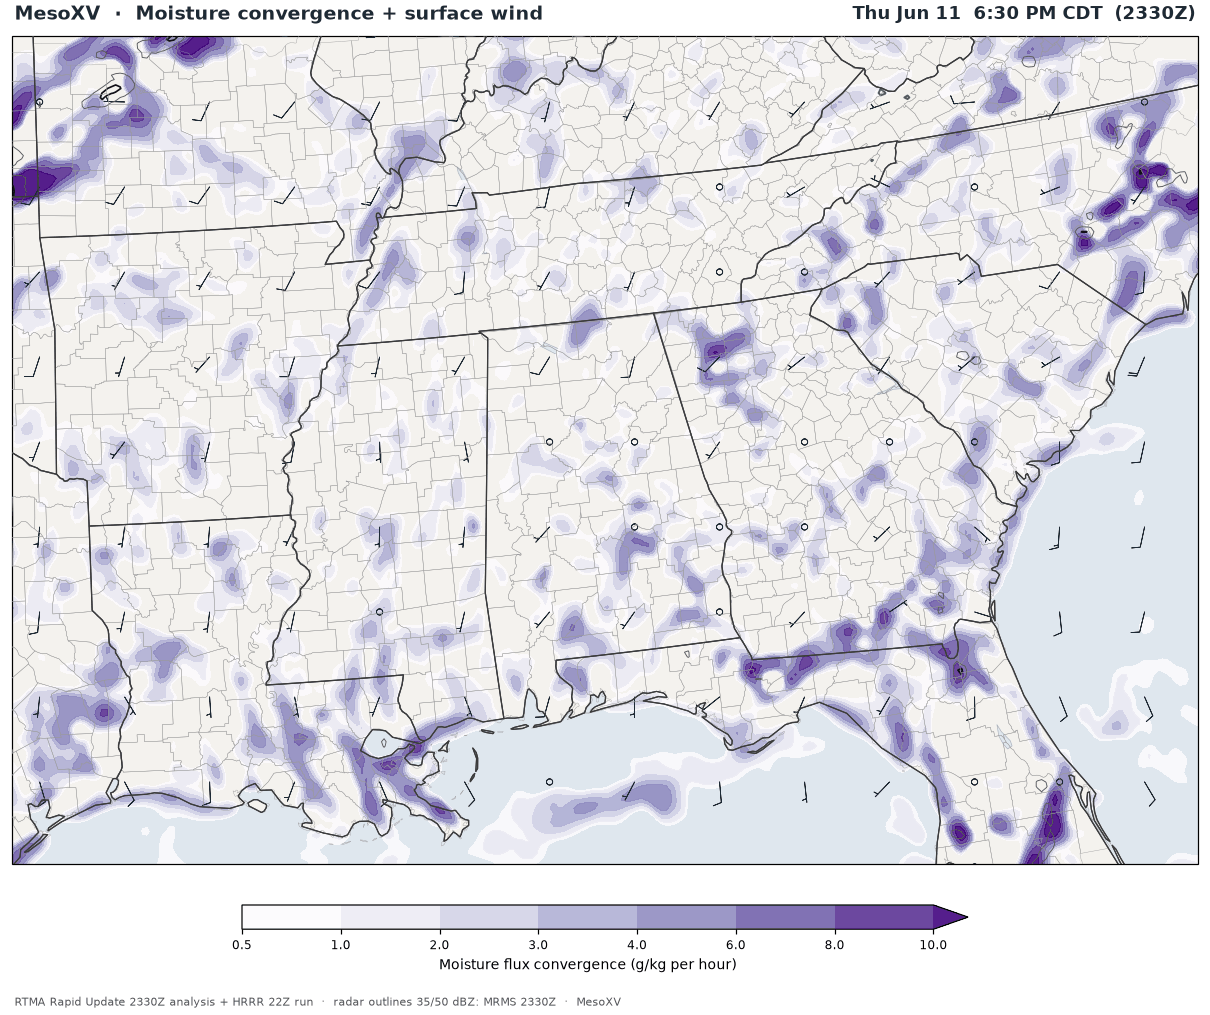 MesoXV · Moisture convergence + surface wind
Thu Jun 11 6:30 PM CDT (2330Z)
0.5 1.0 2.0 3.0 4.0 6.0 8.0 10.0
Moisture flux convergence (g/kg per hour)
RTMA Rapid Update 2330Z analysis + HRRR 22Z run · radar outlines 35/50 dBZ: MRMS 2330Z · MesoXV